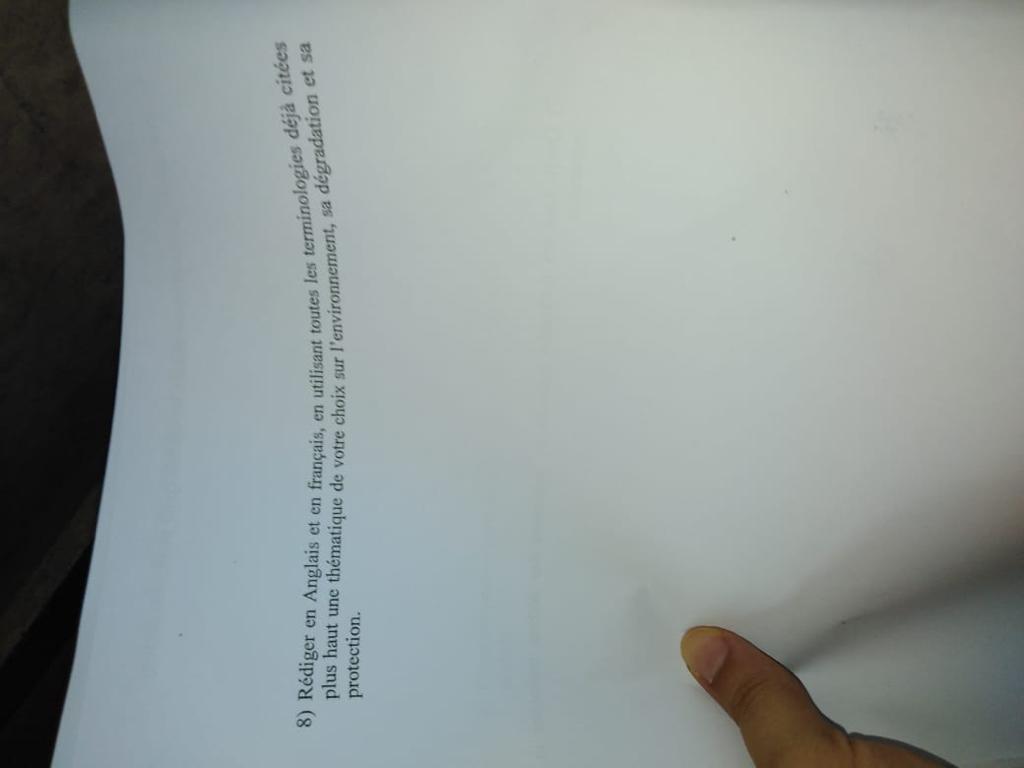 8) Rédiger en Anglais et en français, en utilisant toutes les terminologies déjà citées
plus haut une thématique de votre choix sur l'environnement, sa dégradation et sa
protection.